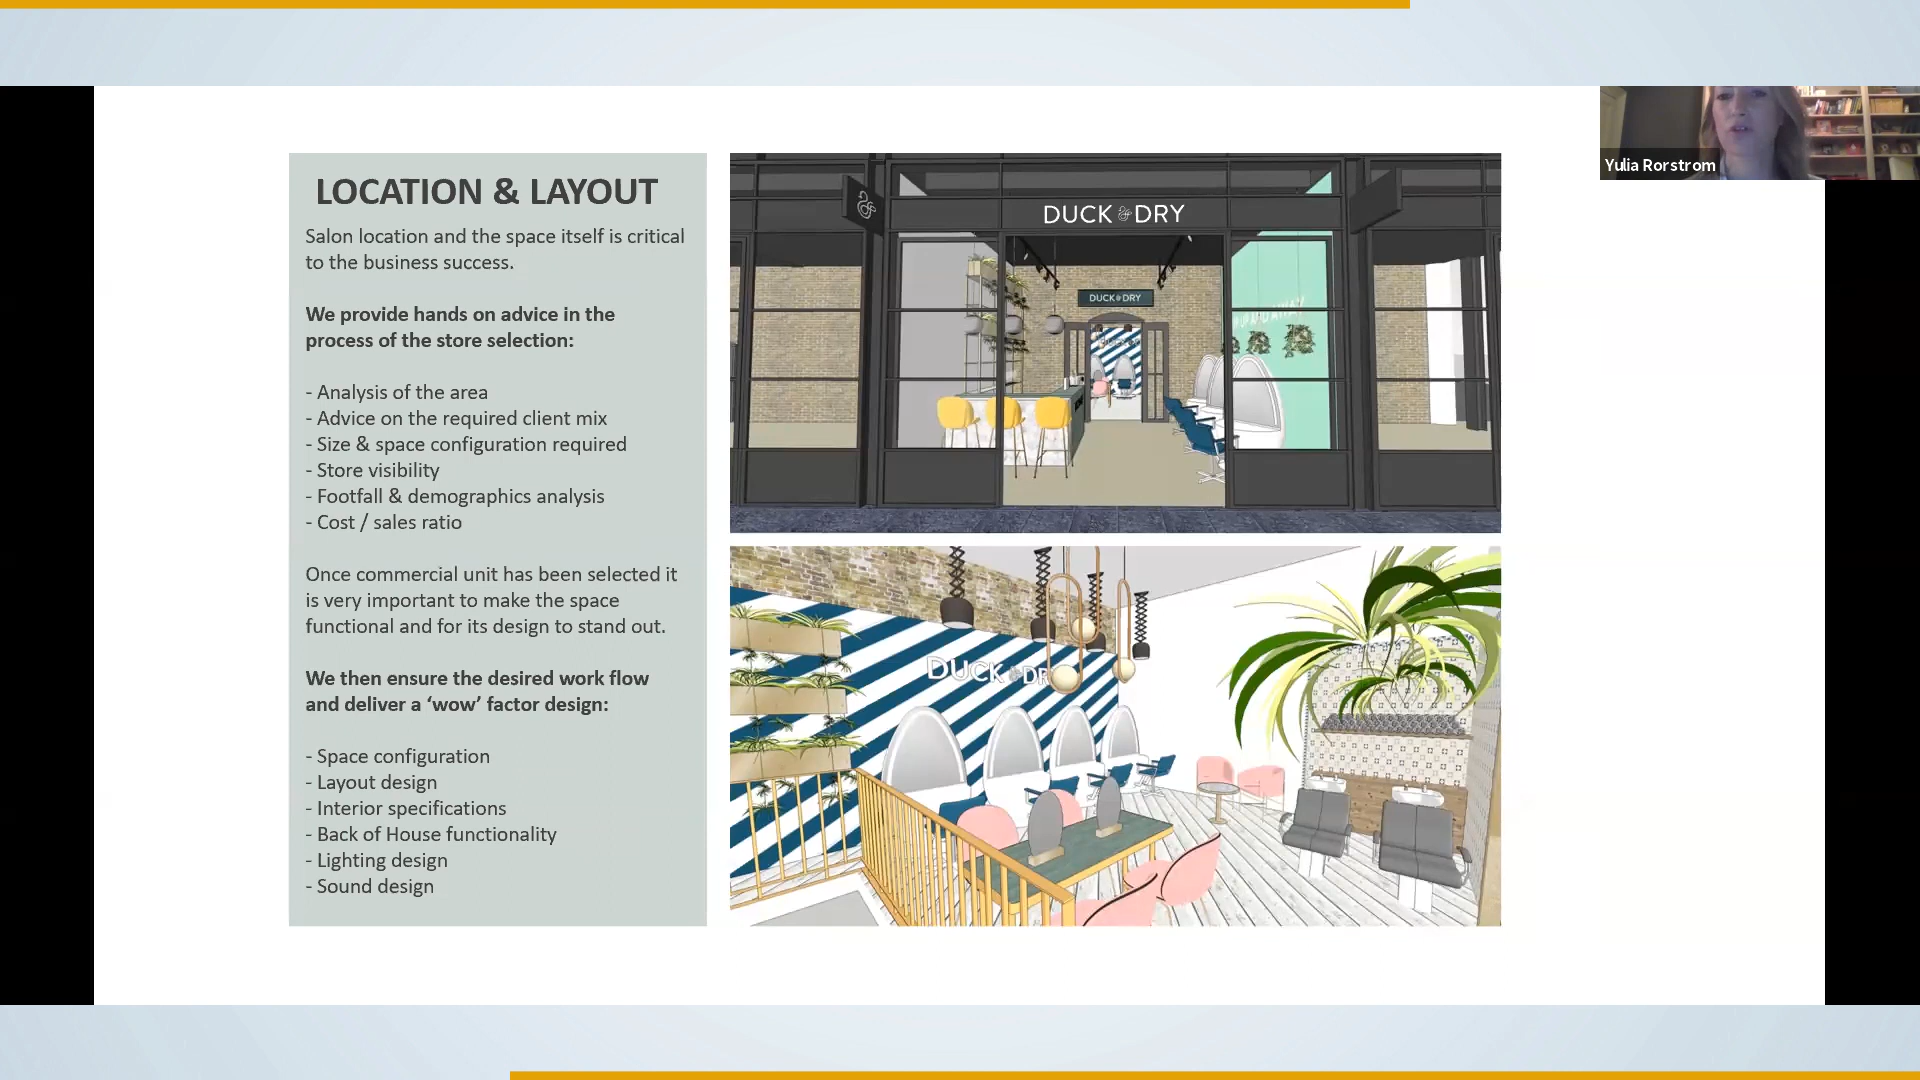 LOCATION & LAYOUT
Salon location and the space itself is critical
to the business success.
We provide hands on advice in the
process of the store selection:
- Analysis of the area
- Advice on the required client mix
- Size & space configuration required
- Store visibility
- Footfall & demographics analysis
- Cost / sales ratio
Once commercial unit has been selected it
is very important to make the space
functional and for its design to stand out.
We then ensure the desired work flow
and deliver a ‘wow’ factor design:
- Space configuration
- Layout design
- Interior specifications
- Back of House functionality
- Lighting design
- Sound design
DUCK & DRY
DUCK & DRY
DUCK & DR
Yulia Rorstrom